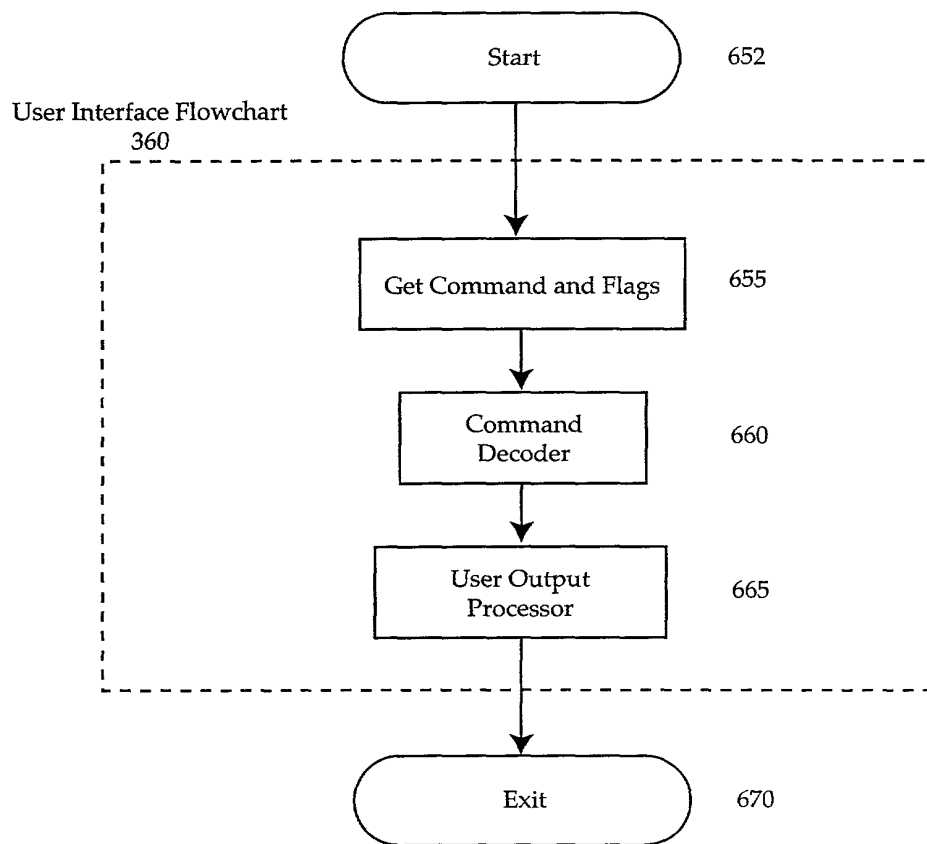 Start
652
User Interface Flowchart
360
Get Command and Flags
655
Command
Decoder
660
User Output
Processor
665
Exit
670